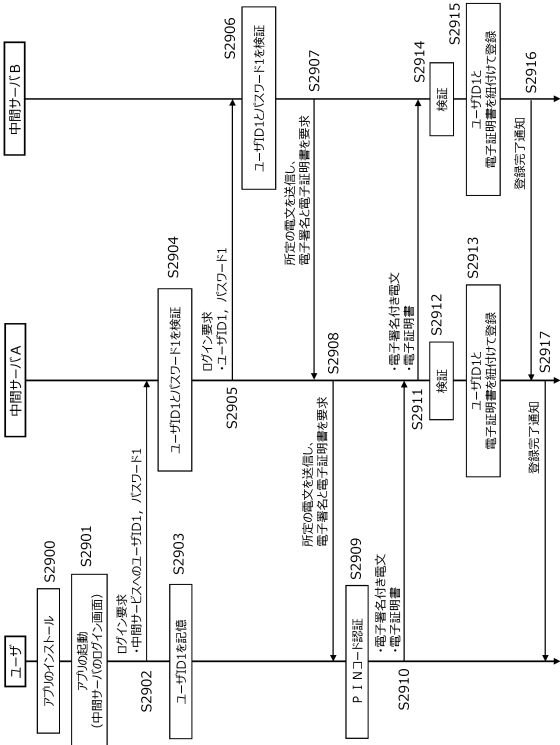 ユーザ
中間サーバA
中間サーバB
アプリのインストール
S2900
アプリの起動
(中間サーバのログイン画面)
S2901
ログイン要求
・中間サービスへのユーザID1，パスワード1
S2902
ユーザID1を記憶
S2903
ユーザID1とパスワード1を検証
S2904
ログイン要求
・ユーザID1，パスワード1
S2905
ユーザID1とパスワード1を検証
S2906
所定の電文を送信し、
電子署名と電子証明書を要求
S2907
所定の電文を送信し、
電子署名と電子証明書を要求
S2908
PINコード認証
S2909
・電子署名付き電文
・電子証明書
S2910
・電子署名付き電文
・電子証明書
S2911
検証
S2912
ユーザID1と
電子証明書を紐付けて登録
S2913
検証
S2914
ユーザID1と
電子証明書を紐付けて登録
S2915
登録完了通知
S2916
登録完了通知
S2917